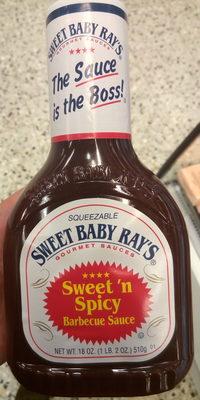 SWEET BABY RAY'S
GOURMET SAUCES
The Sauce
is the Boss!
SQUEEZABLE
SWEET BABY RAY'S®
GOURMET SAUCES
Sweet 'n
Spicy
Barbecue Sauce
NET WT. 18 OZ. (1 LB. 2 OZ.) 510g